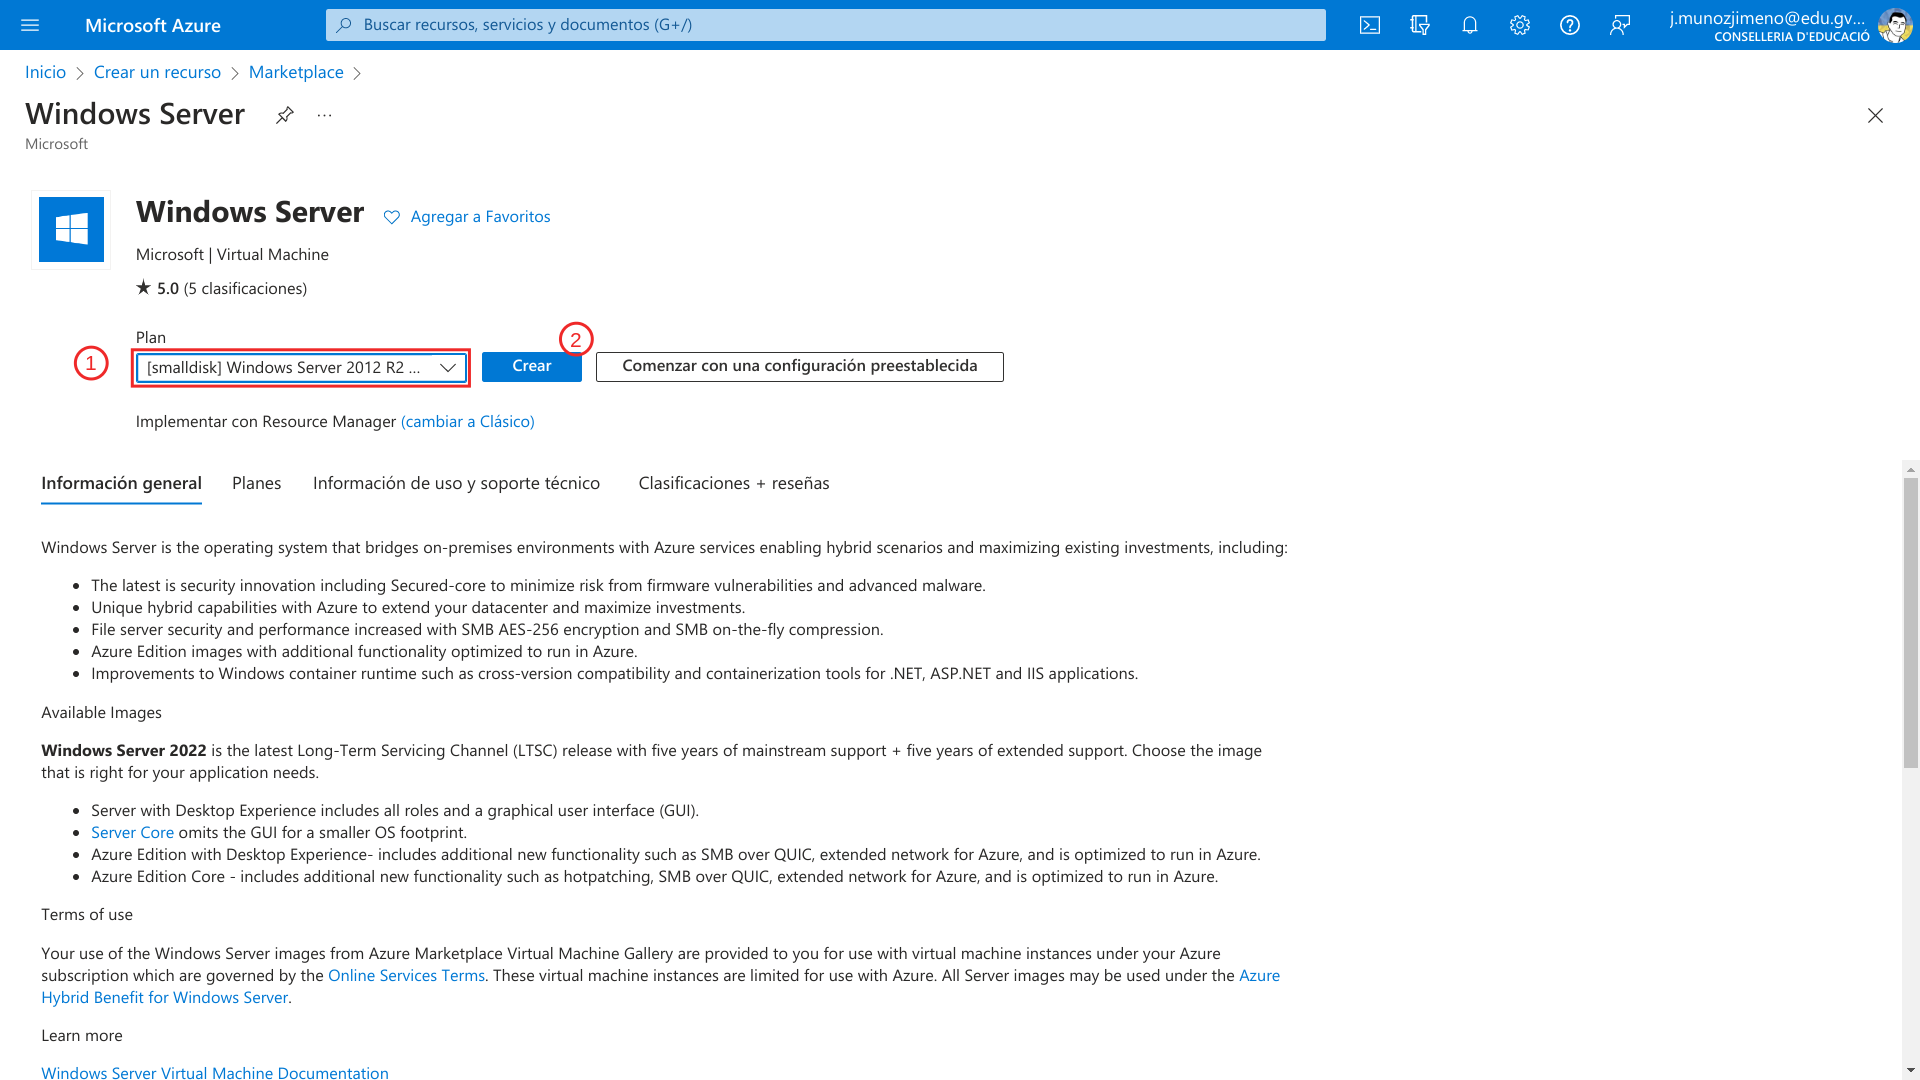 Microsoft Azure
Buscar recursos, servicios y documentos (G+/)
j.munozjimeno@edu.gv...
CONSELLERIA D'EDUCACIÓ
Inicio > Crear un recurso > Marketplace >
Windows Server
...
Microsoft
Windows Server
Agregar a Favoritos
Microsoft | Virtual Machine
★ 5.0 (5 clasificaciones)
Plan
1
[smalldisk] Windows Server 2012 R2 ...
Crear
2
Comenzar con una configuración preestablecida
Implementar con Resource Manager (cambiar a Clásico)
Información general
Planes
Información de uso y soporte técnico
Clasificaciones + reseñas
Windows Server is the operating system that bridges on-premises environments with Azure services enabling hybrid scenarios and maximizing existing investments, including:
• The latest is security innovation including Secured-core to minimize risk from firmware vulnerabilities and advanced malware.
• Unique hybrid capabilities with Azure to extend your datacenter and maximize investments.
• File server security and performance increased with SMB AES-256 encryption and SMB on-the-fly compression.
• Azure Edition images with additional functionality optimized to run in Azure.
• Improvements to Windows container runtime such as cross-version compatibility and containerization tools for .NET, ASP.NET and IIS applications.
Available Images
Windows Server 2022 is the latest Long-Term Servicing Channel (LTSC) release with five years of mainstream support + five years of extended support. Choose the image
that is right for your application needs.
• Server with Desktop Experience includes all roles and a graphical user interface (GUI).
• Server Core omits the GUI for a smaller OS footprint.
• Azure Edition with Desktop Experience- includes additional new functionality such as SMB over QUIC, extended network for Azure, and is optimized to run in Azure.
• Azure Edition Core - includes additional new functionality such as hotpatching, SMB over QUIC, extended network for Azure, and is optimized to run in Azure.
Terms of use
Your use of the Windows Server images from Azure Marketplace Virtual Machine Gallery are provided to you for use with virtual machine instances under your Azure
subscription which are governed by the Online Services Terms. These virtual machine instances are limited for use with Azure. All Server images may be used under the Azure
Hybrid Benefit for Windows Server.
Learn more
Windows Server Virtual Machine Documentation